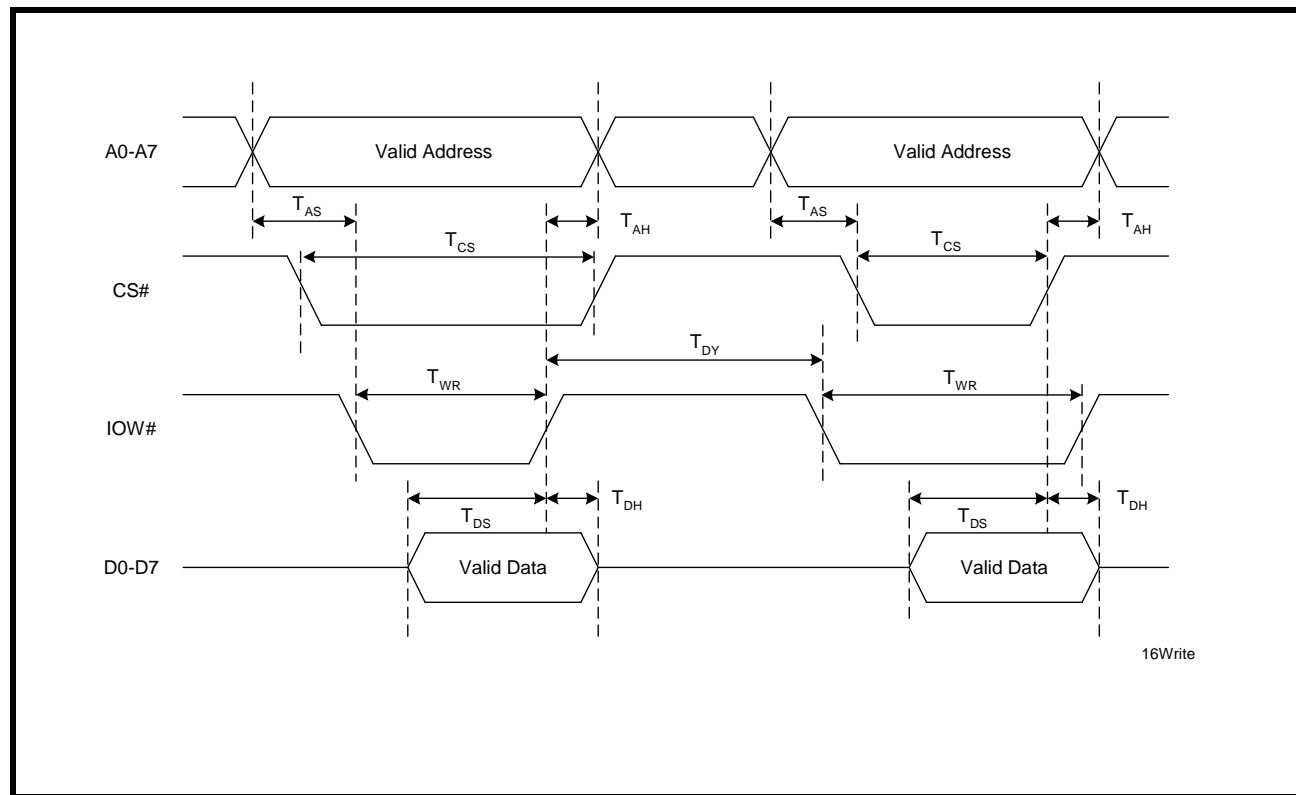 A0-A7
Valid Address
Valid Address
TAS
TAH
TAS
TAH
TCS
TCS
CS#
TDY
TWR
TWR
IOW#
TDS
TDH
TDS
TDH
D0-D7
Valid Data
Valid Data
16Write